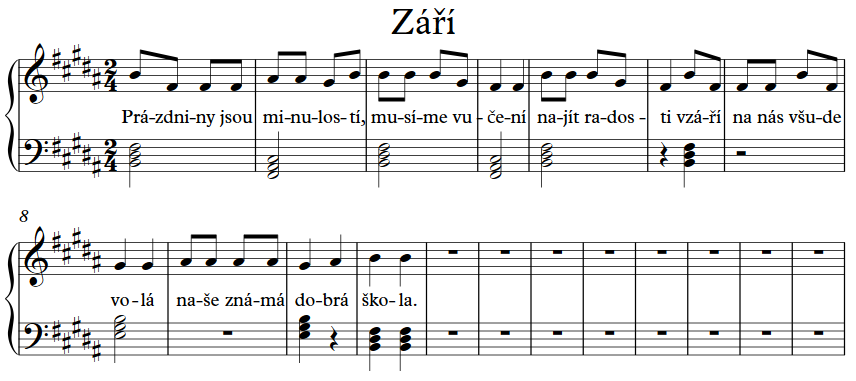 Září
Prá-zdni-ny jsou mi-nu-los-tí, mu-sí-me vu-če-ní na-jít ra-dos-ti vzá-ří na nás všu-de
8
vo-lá na-še zná-má do-brá ško-la.